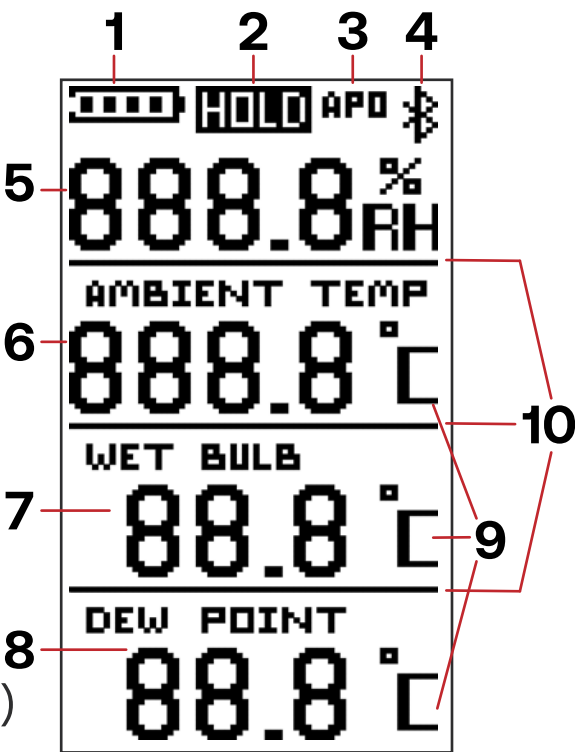 1 2 3 4
HOLD APO
5 888.8 % RH
AMBIENT TEMP
6 888.8 °C
10
WET BULB
7 88.8 °C
9
DEW POINT
8 88.8 °C
)